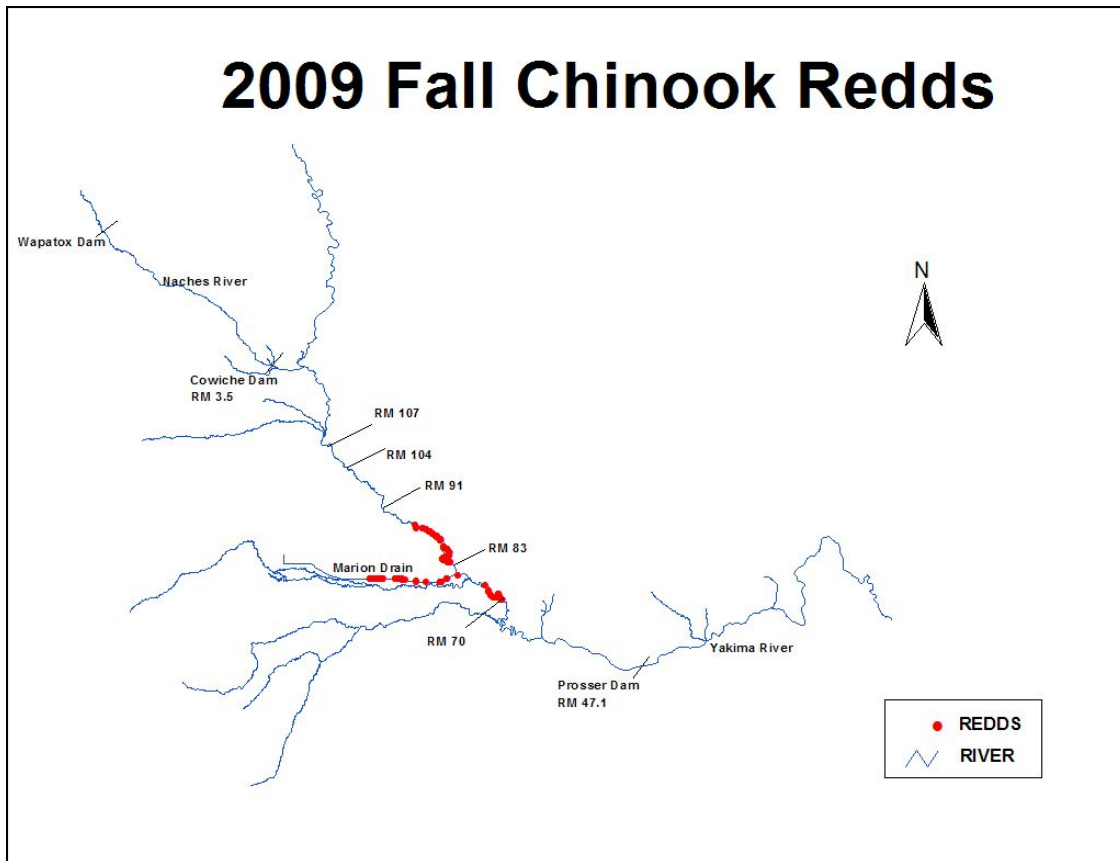 2009 Fall Chinook Redds
Wapatox Dam
Naches River
N
Cowiche Dam
RM 3.5
RM 107
RM 104
RM 91
RM 83
Marion Drain
RM 70
Yakima River
Prosser Dam
RM 47.1
REDDS
RIVER